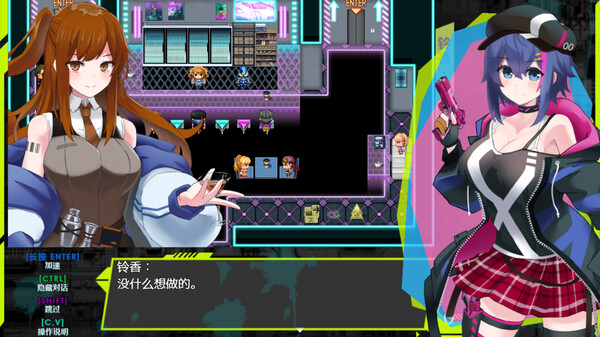 ENTER
ENTER
[长按 ENTER]
加速
[CTRL]
隐藏对话
[SHIFT]
跳过
[C,V]
操作说明
铃香：
没什么想做的。
00